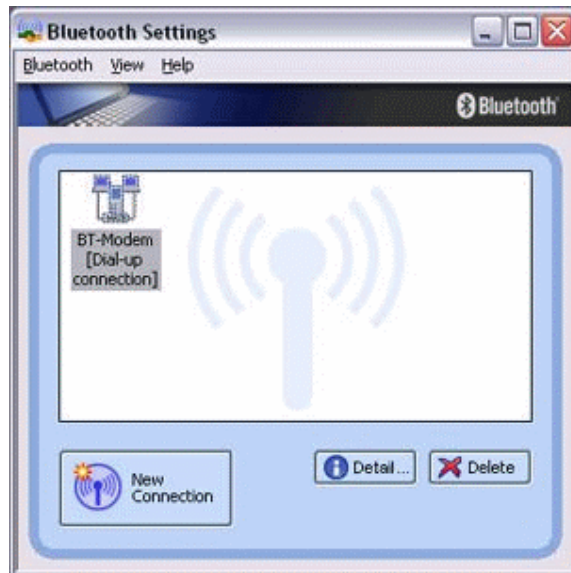 Bluetooth Settings
Bluetooth View Help
Bluetooth
BT-Modem
[Dial-up
connection]
New
Connection
Detail ...
Delete